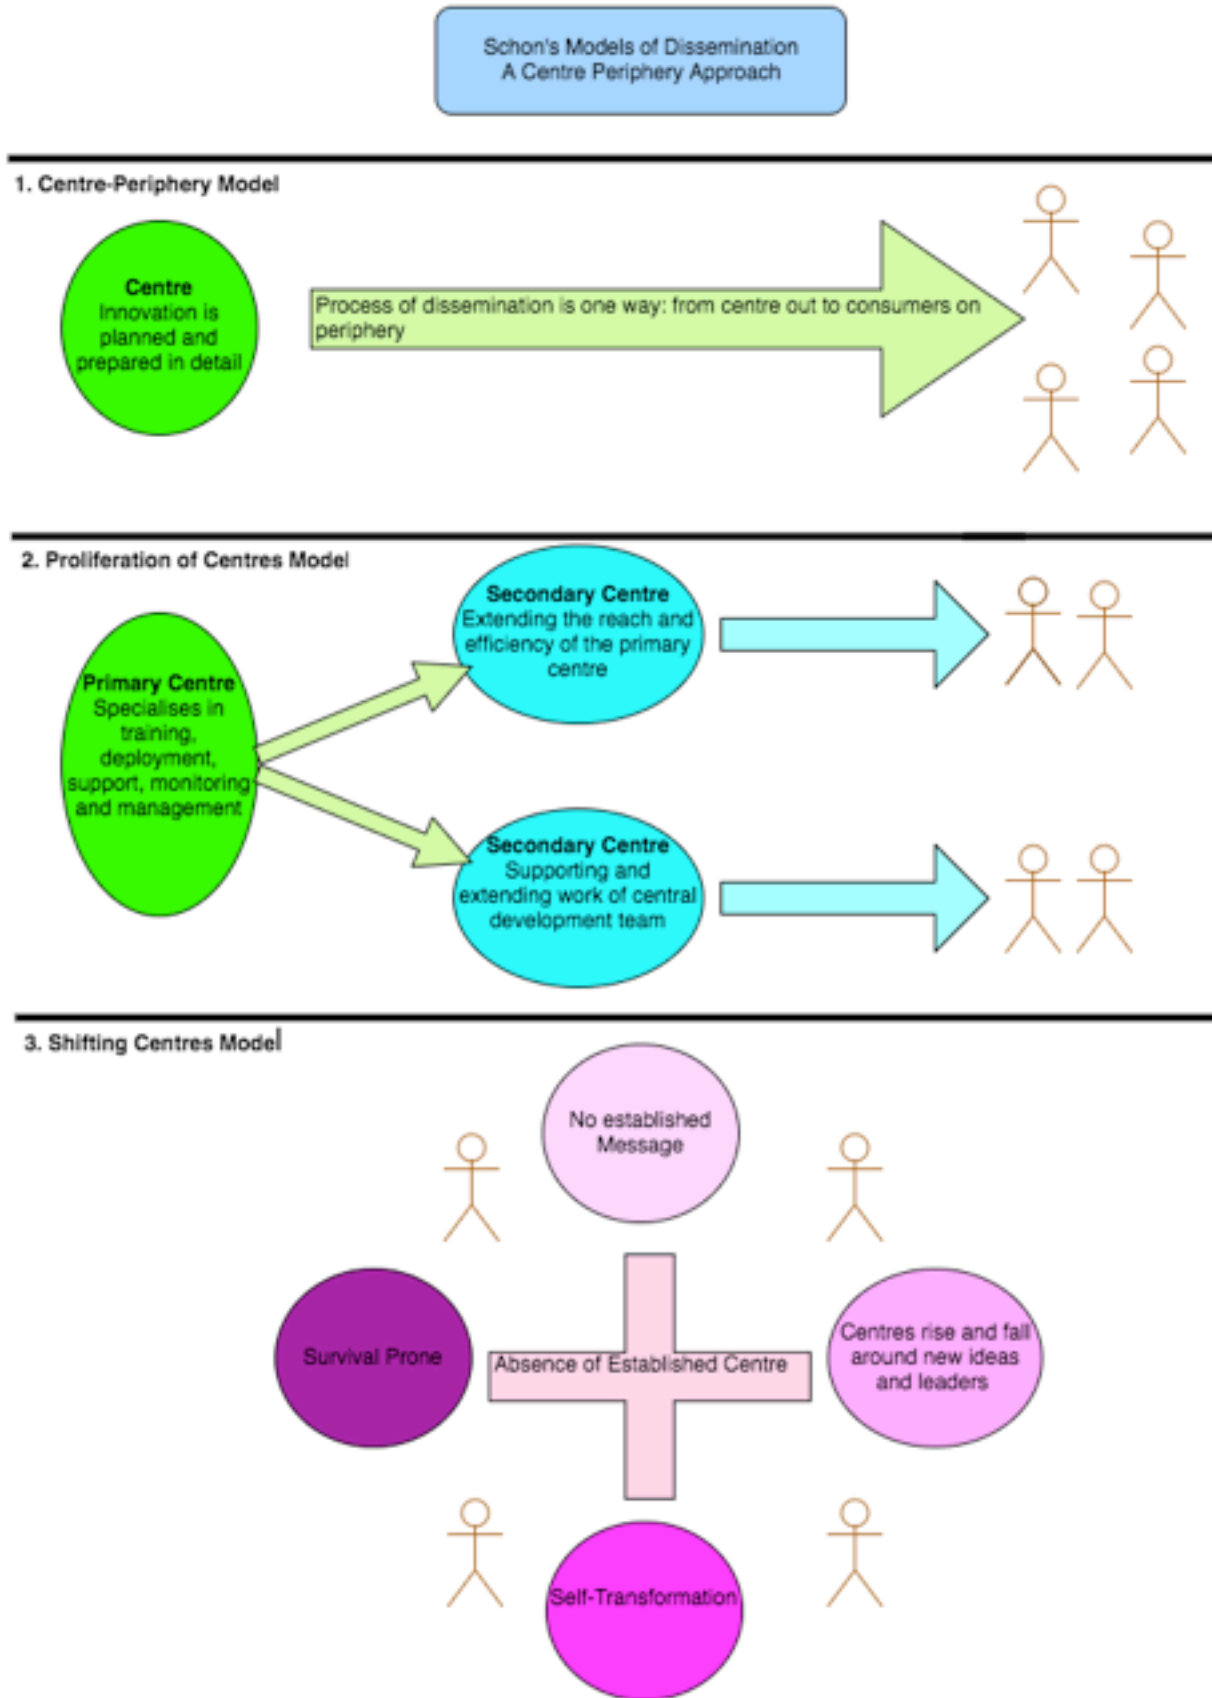 Schon's Models of Dissemination
A Centre Periphery Approach
1. Centre-Periphery Model
Centre
Innovation is
planned and
prepared in detail
Process of dissemination is one way: from centre out to consumers on
periphery
2. Proliferation of Centres Model
Primary Centre
Specialises in
training,
deployment,
support, monitoring
and management
Secondary Centre
Extending the reach and
efficiency of the primary
centre
Secondary Centre
Supporting and
extending work of central
development team
3. Shifting Centres Model
No established
Message
Survival Prone
Absence of Established Centre
Centres rise and fall
around new ideas
and leaders
Self-Transformation